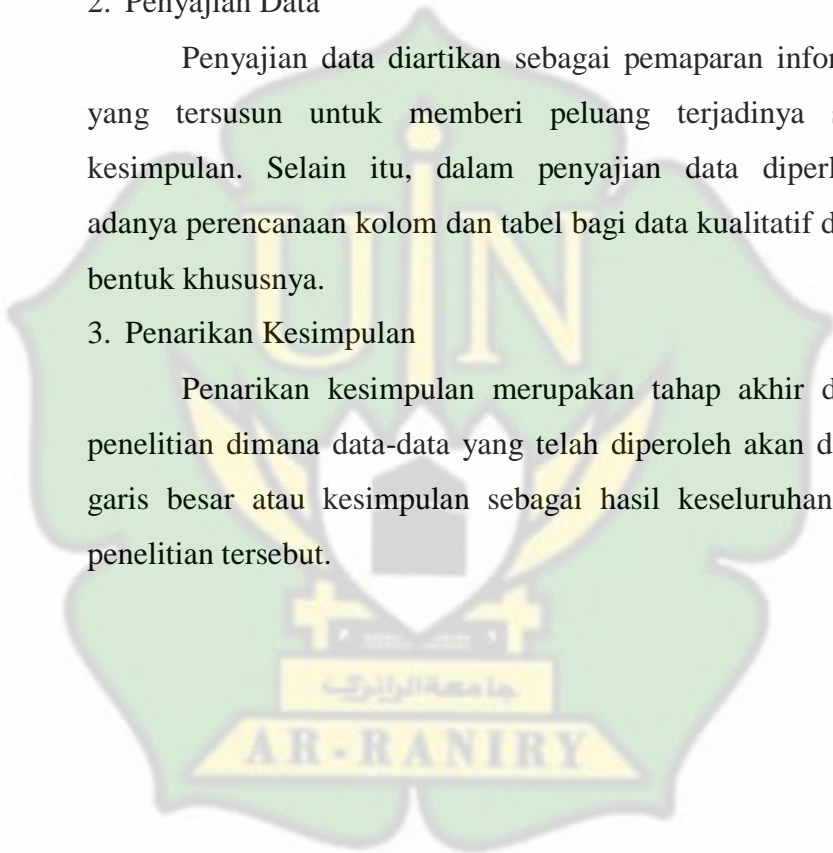 2. Penyajian Data
Penyajian data diartikan sebagai pemaparan
yang tersusun untuk memberi peluang terjadinya
kesimpulan. Selain itu, dalam penyajian data
adanya perencanaan kolom dan tabel bagi data kualitatif
bentuk khususnya.
3. Penarikan Kesimpulan
Penarikan kesimpulan merupakan tahap akhir
penelitian dimana data-data yang telah diperoleh akan
garis besar atau kesimpulan sebagai hasil keseluruhan
penelitian tersebut.
UIN
جامعة الرانري
AR-RANIRY